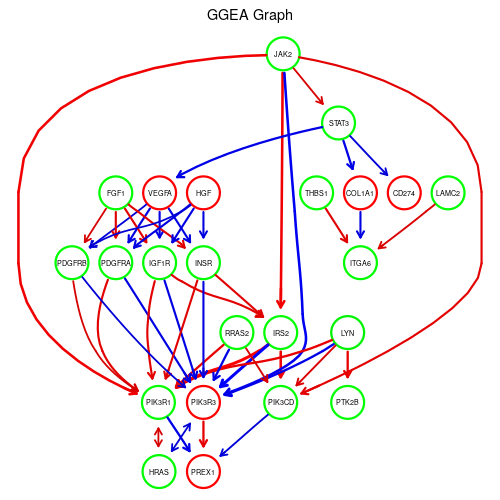 GGEA Graph
JAK2
STAT3
FGF1 VEGFA HGF THBS1 COL1A1 CD274 LAMC2
PDGFRB PDGFRA IGF1R INSR ITGA6
RRAS2 IRS2 LYN
PIK3R1 PIK3R3 PIK3CD PTK2B
HRAS PREX1